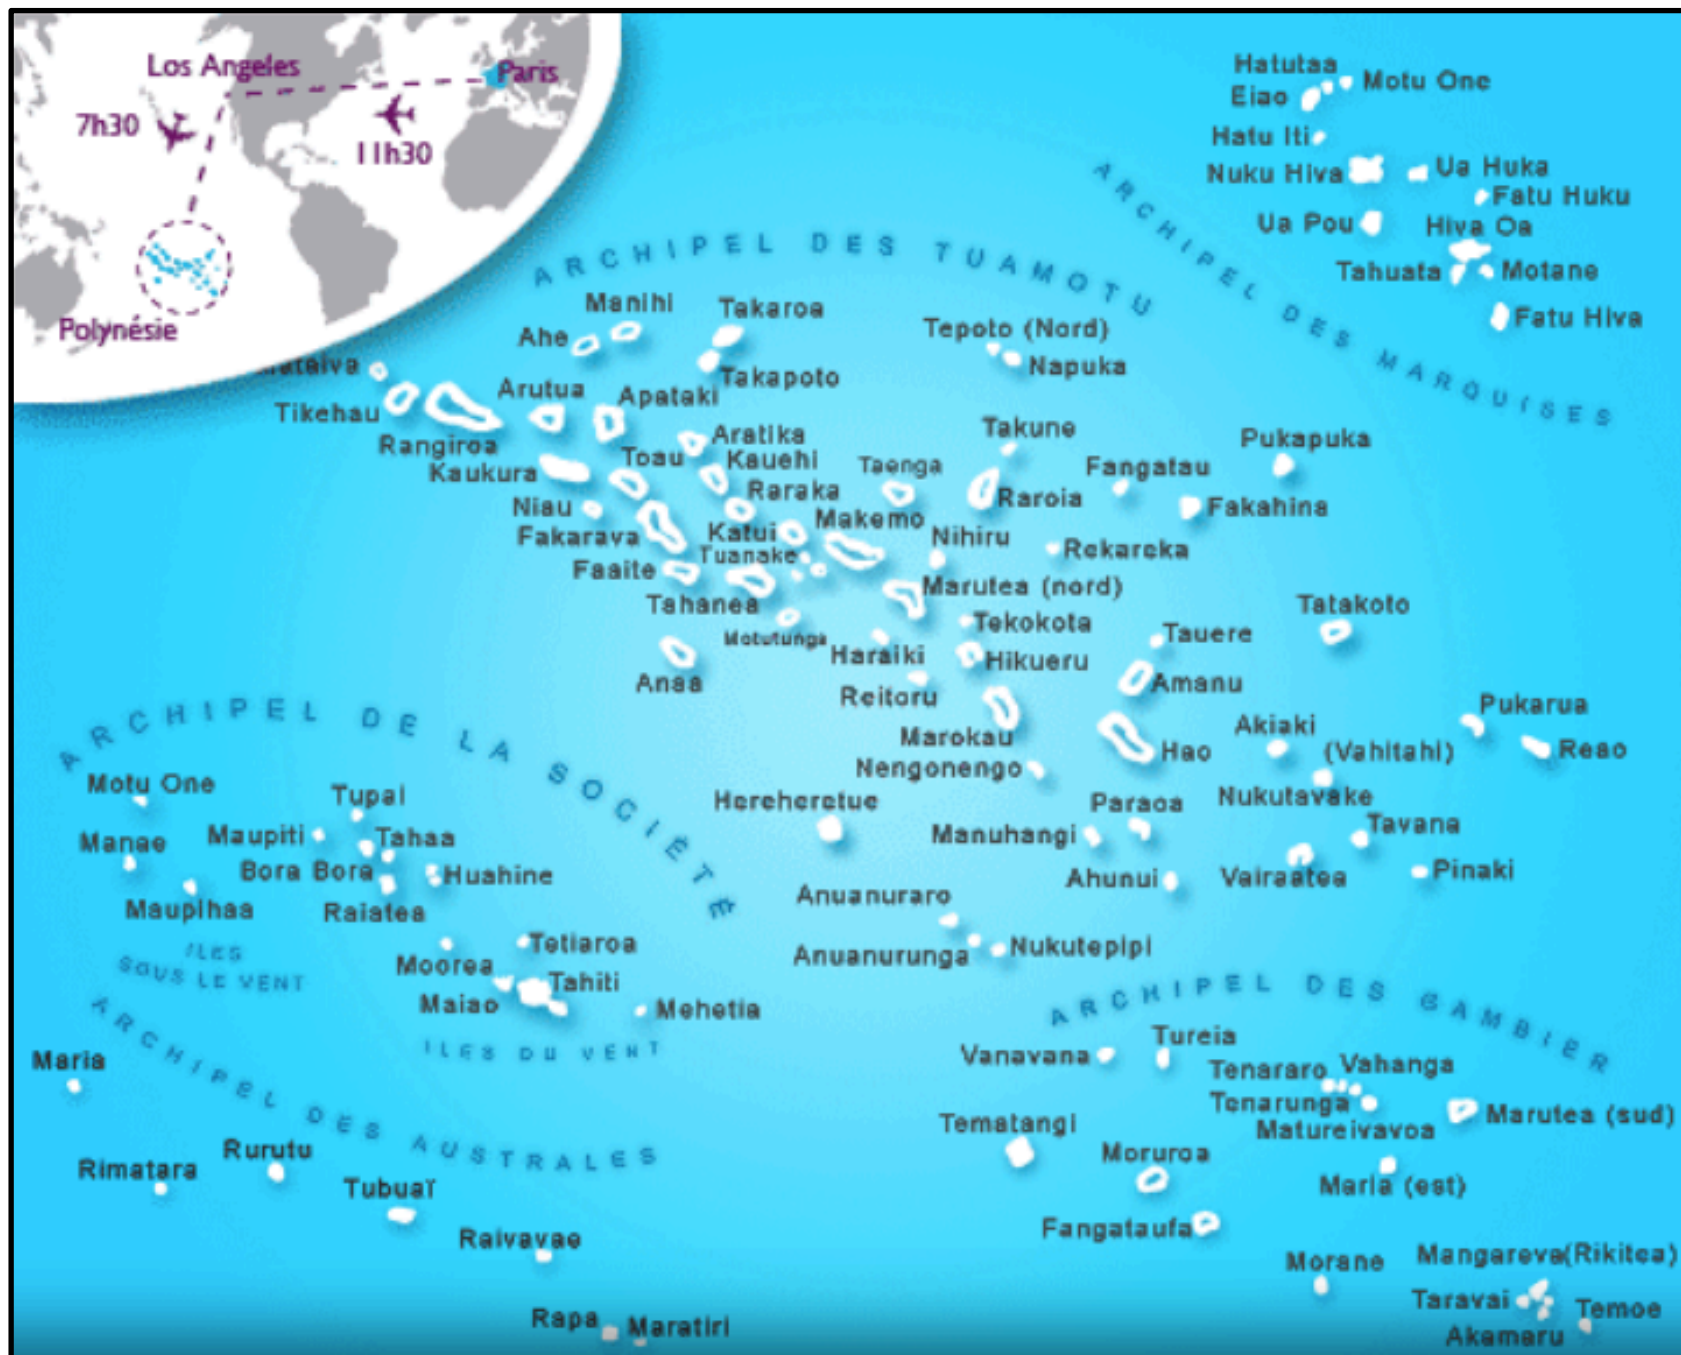 Los Angeles
Paris
7h30
11h30
Polynésie
Hatutaa
Motu One
Eiao
Hatu Iti
Nuku Hiva
Ua Huka
Fatu Huku
Ua Pou
Hiva Oa
Tahuata
Motane
Fatu Hiva
ARCHIPEL DES MARQUISES
ARCHIPEL DES TUAMOTU
Manihi
Takaroa
Ahe
Tepoto (Nord)
Napuka
Takapoto
Tikehau
Arutua
Apataki
Rangiroa
Aratika
Takune
Pukapuka
Kaukura
Toau
Kauehi
Taenga
Fangatau
Raraka
Raroia
Fakahina
Niau
Makemo
Fakarava
Katui
Nihiru
Rekareka
Tuanake
Faaite
Marutea (nord)
Tahanea
Tatakoto
Motutunga
Tekokota
Tauere
Haraiki
Hikueru
Anaa
Amanu
Reitoru
Pukarua
Marokau
Akiaki
Hao
(Vahitahi)
Reao
Nengonengo
Nukutavake
Hereheretue
Paraoa
Manuhangi
Tavana
Ahunui
Vairaatea
Pinaki
Anuanuraro
Anuanurunga
Nukutepipi
ARCHIPEL DE LA SOCIÉTÉ
Motu One
Tupai
Manae
Maupiti
Tahaa
Bora Bora
Huahine
Maupihaa
Raiatea
ILES
SOUS LE VENT
Tetiaroa
Moorea
Tahiti
Maiao
Mehetia
ILES DU VENT
ARCHIPEL DES GAMBIER
Vanavana
Tureia
Tenararo
Vahanga
Tenarunga
Marutea (sud)
Matureivavoa
Tematangi
Moruroa
Maria (est)
Fangataufa
Morane
Mangareva(Rikitea)
Taravai
Temoe
Akamaru
ARCHIPEL DES AUSTRALES
Maria
Rimatara
Rurutu
Tubuaï
Raivavae
Rapa
Maratiri